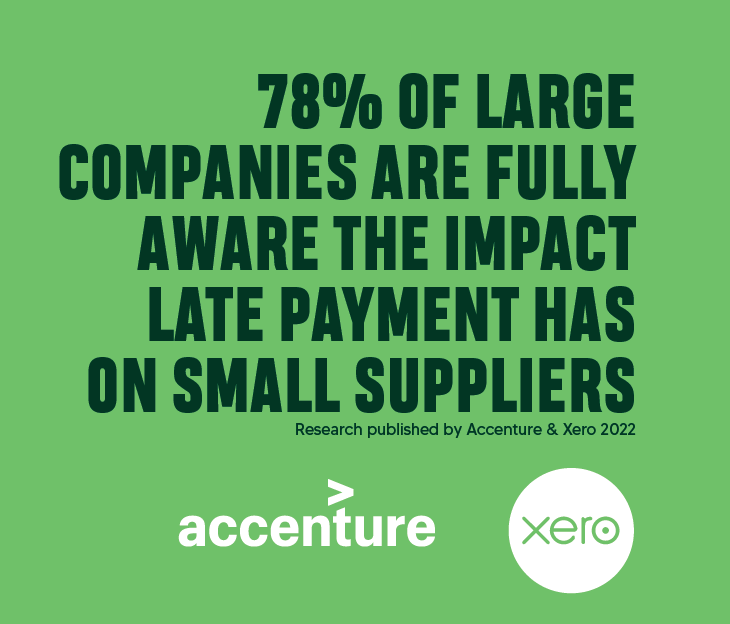 78% OF LARGE
COMPANIES ARE FULLY
AWARE THE IMPACT
LATE PAYMENT HAS
ON SMALL SUPPLIERS
Research published by Accenture & Xero 2022
>
accenture
xero